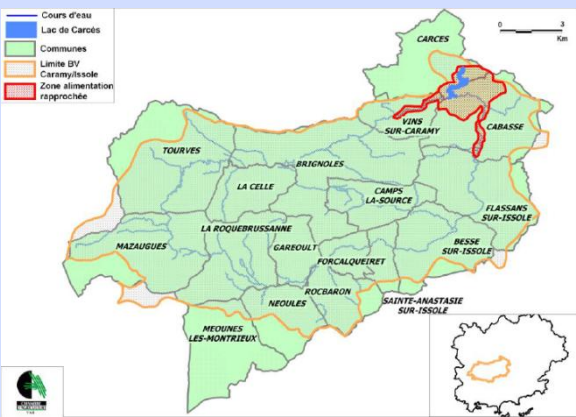 Cours d'eau
Lac de Carcés
Communes
Limite BV
Caramy/Issole
Zone alimentation
rapprochée
0 3
Km
CARCES
VINS
SUR-CARAMY
CABASSE
TOURVES
BRIGNOLES
LA CELLE
CAMPS
LA-SOURCE
FLASSANS
SUR-ISSOLE
LA ROQUEBRUSSANNE
MAZAUGUES
GAREOULT
BESSE
SUR-ISSOLE
FORCALQUEIRET
ROCBARON
NEOULES
SAINTE-ANASTASIE
SUR-ISSOLE
MEOUNES
LES-MONTRIEUX